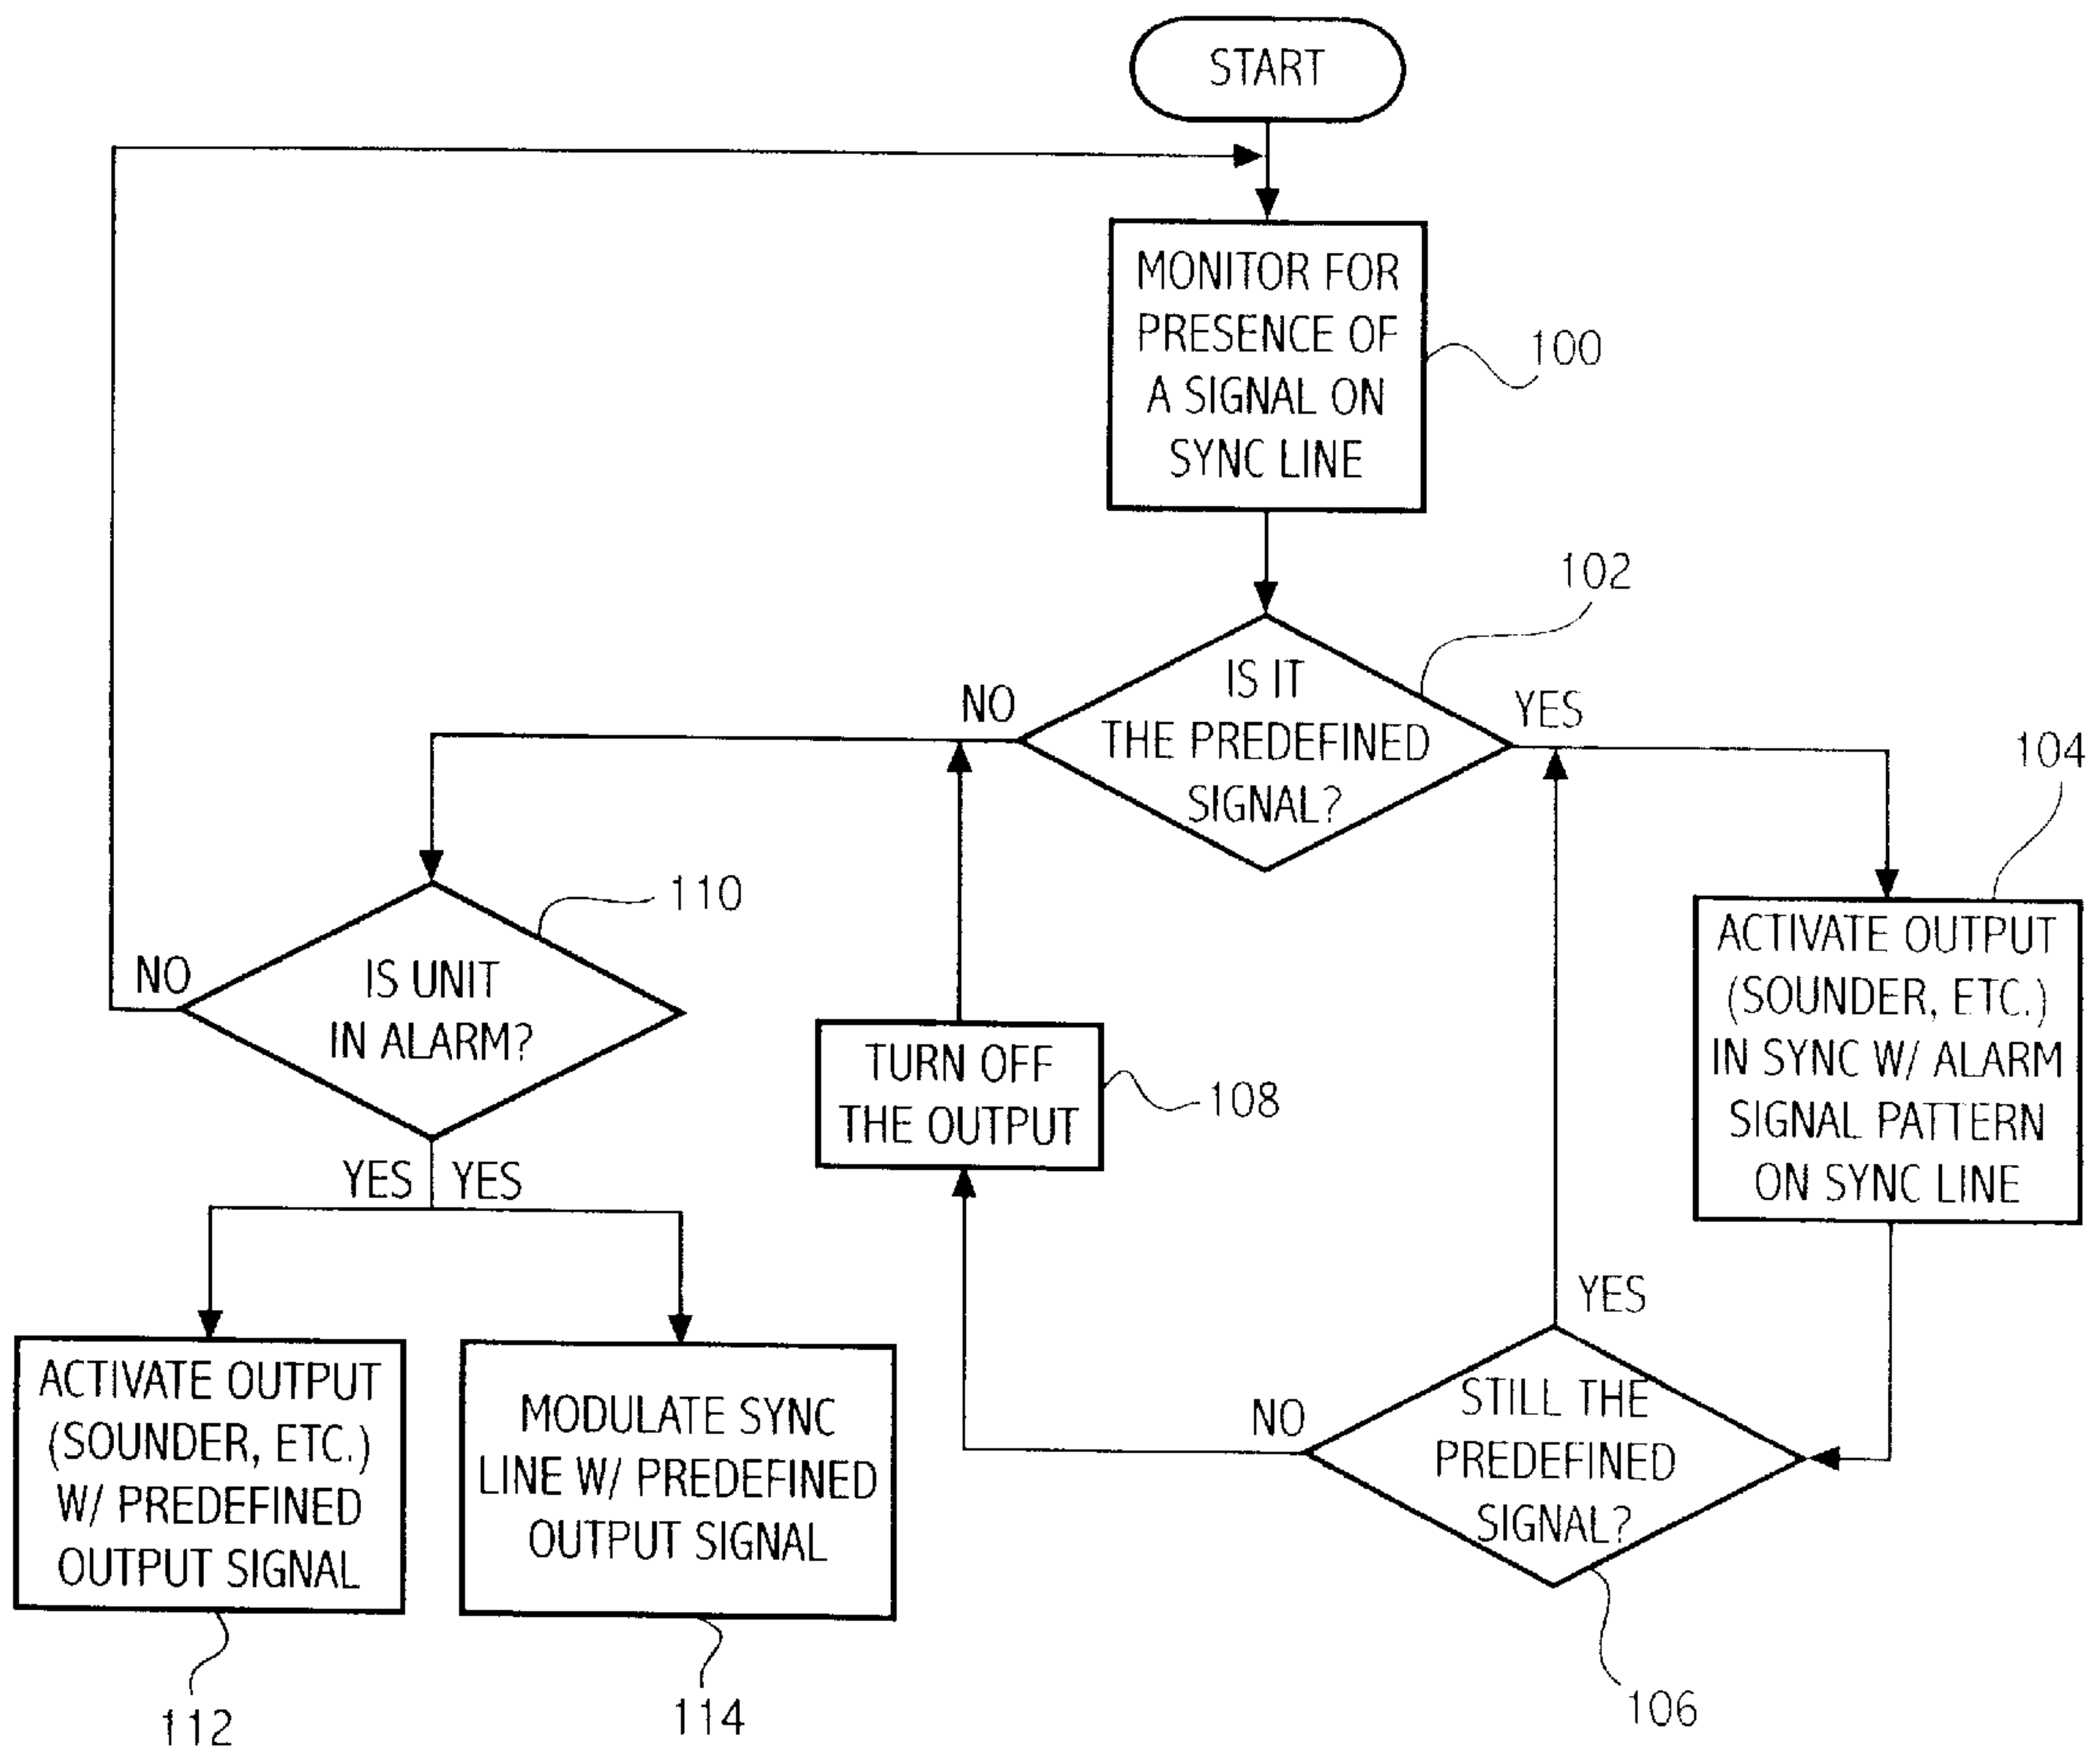 START
MONITOR FOR
PRESENCE OF
A SIGNAL ON
SYNC LINE
100
102
IS IT
THE PREDEFINED
SIGNAL?
NO
YES
104
ACTIVATE OUTPUT
(SOUNDER, ETC.)
IN SYNC W/ ALARM
SIGNAL PATTERN
ON SYNC LINE
110
IS UNIT
IN ALARM?
NO
YES YES
TURN OFF
THE OUTPUT
108
YES
NO
STILL THE
PREDEFINED
SIGNAL?
106
ACTIVATE OUTPUT
(SOUNDER, ETC.)
W/ PREDEFINED
OUTPUT SIGNAL
112
MODULATE SYNC
LINE W/ PREDEFINED
OUTPUT SIGNAL
114